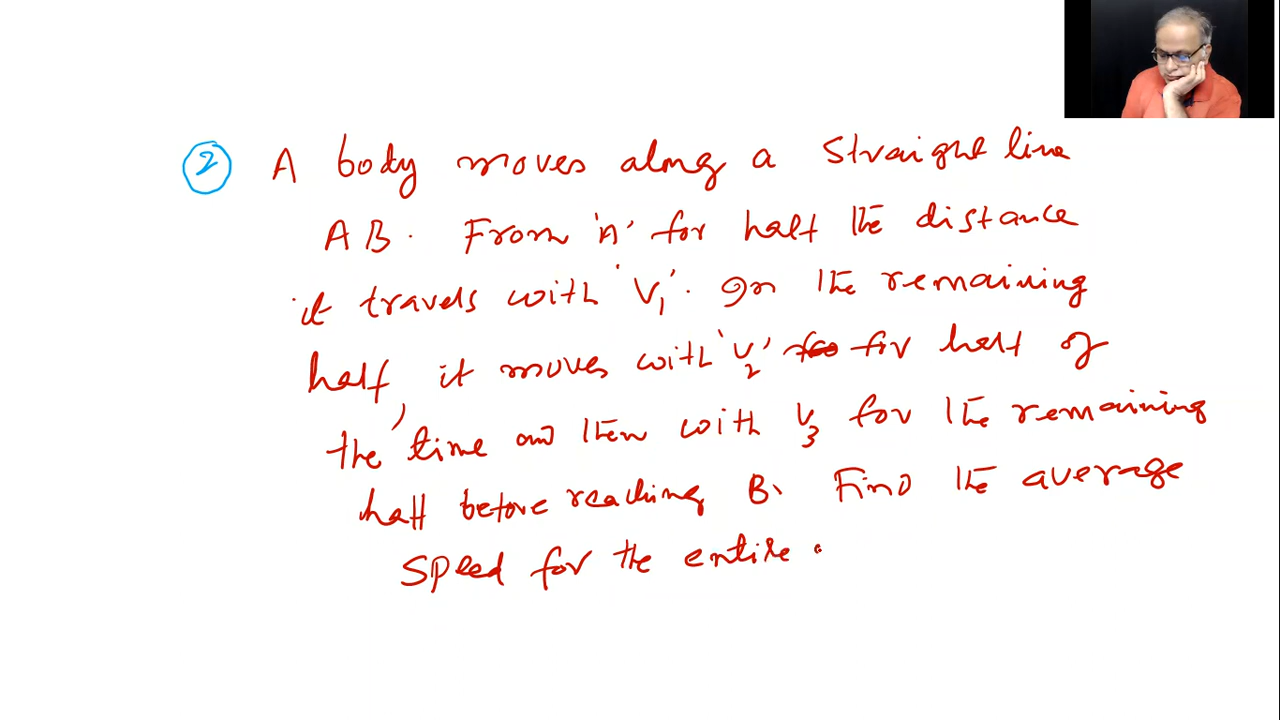 2 A body moves along a straight line
AB. From 'A' for half the distance
it travels with 'V1'. In the remaining
half, it moves with 'V2' for half of
the time and then with V3 for the remaining
half before reaching B. Find the average
speed for the entire